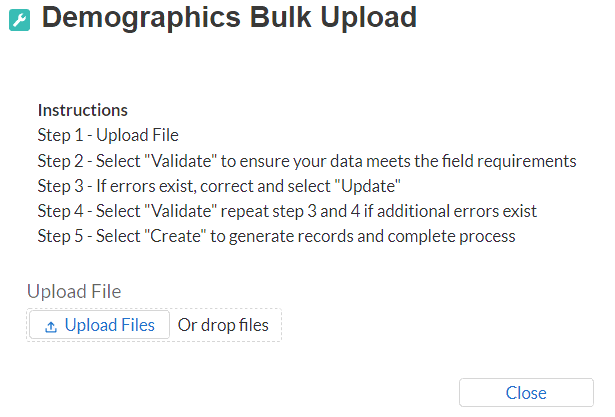 Demographics Bulk Upload
Instructions
Step 1 - Upload File
Step 2 - Select "Validate" to ensure your data meets the field requirements
Step 3 - If errors exist, correct and select "Update"
Step 4 - Select "Validate" repeat step 3 and 4 if additional errors exist
Step 5 - Select "Create" to generate records and complete process
Upload File
Upload Files Or drop files
Close